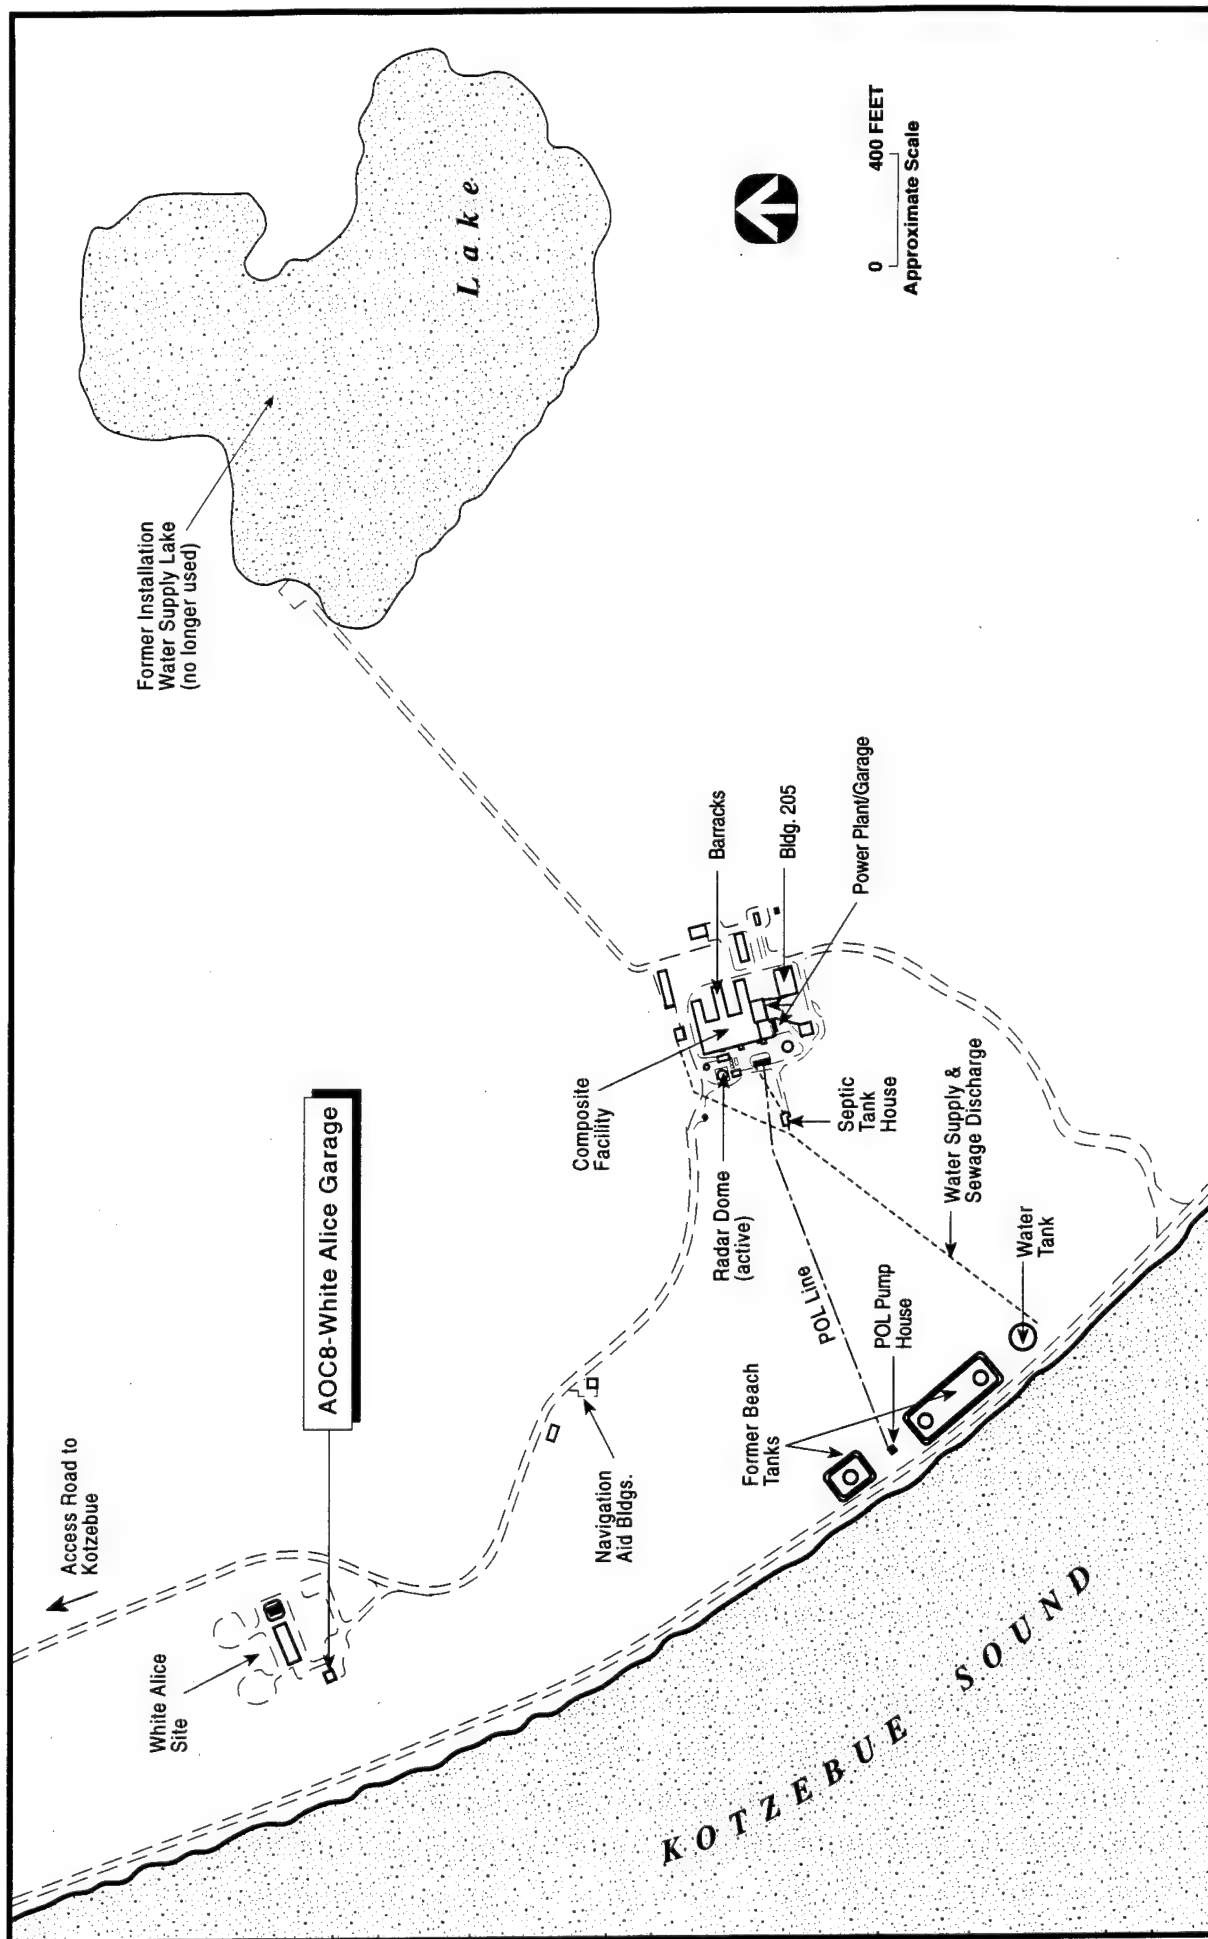 Access Road to
Kotzebue
White Alice
Site
AOC8-White Alice Garage
Former Installation
Water Supply Lake
(no longer used)
Lake
Navigation
Aid Bldgs.
Composite
Facility
Barracks
Radar Dome
(active)
Bldg. 205
Former Beach
Tanks
POL Line
Septic
Tank
House
Power Plant/Garage
POL Pump
House
Water Supply &
Sewage Discharge
Water
Tank
KOTZEBUE SOUND
0 400 FEET
Approximate Scale